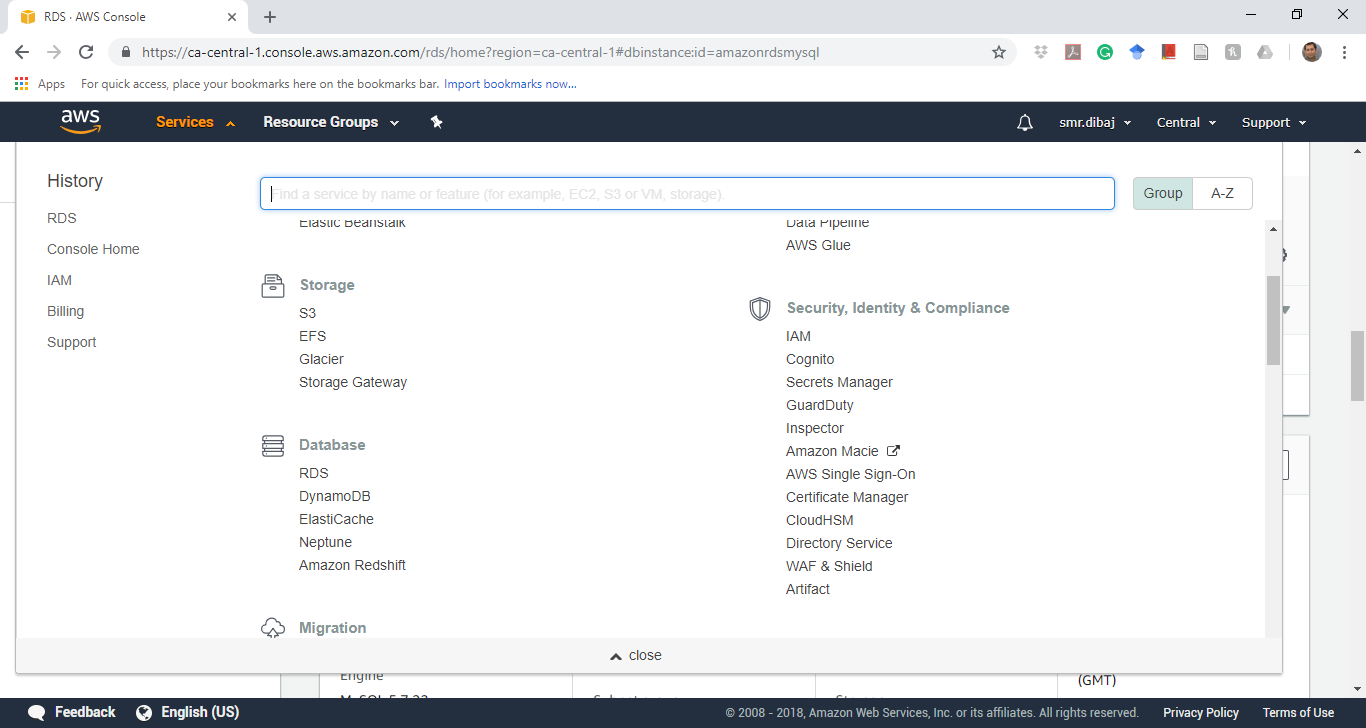 RDS · AWS Console
https://ca-central-1.console.aws.amazon.com/rds/home?region=ca-central-1#dbinstance:id=amazonrdsmysql
Apps For quick access, place your bookmarks here on the bookmarks bar. Import bookmarks now...
aws Services Resource Groups smr.dibaj Central Support
History
RDS
Console Home
IAM
Billing
Support
Find a service by name or feature (for example, EC2, S3 or VM, storage).
Group A-Z
Elastic Beanstalk
Storage
S3
EFS
Glacier
Storage Gateway
Database
RDS
DynamoDB
ElastiCache
Neptune
Amazon Redshift
Migration
Data Pipeline
AWS Glue
Security, Identity & Compliance
IAM
Cognito
Secrets Manager
GuardDuty
Inspector
Amazon Macie
AWS Single Sign-On
Certificate Manager
CloudHSM
Directory Service
WAF & Shield
Artifact
close
Engine
(GMT)
Feedback English (US) © 2008 - 2018, Amazon Web Services, Inc. or its affiliates. All rights reserved. Privacy Policy Terms of Use